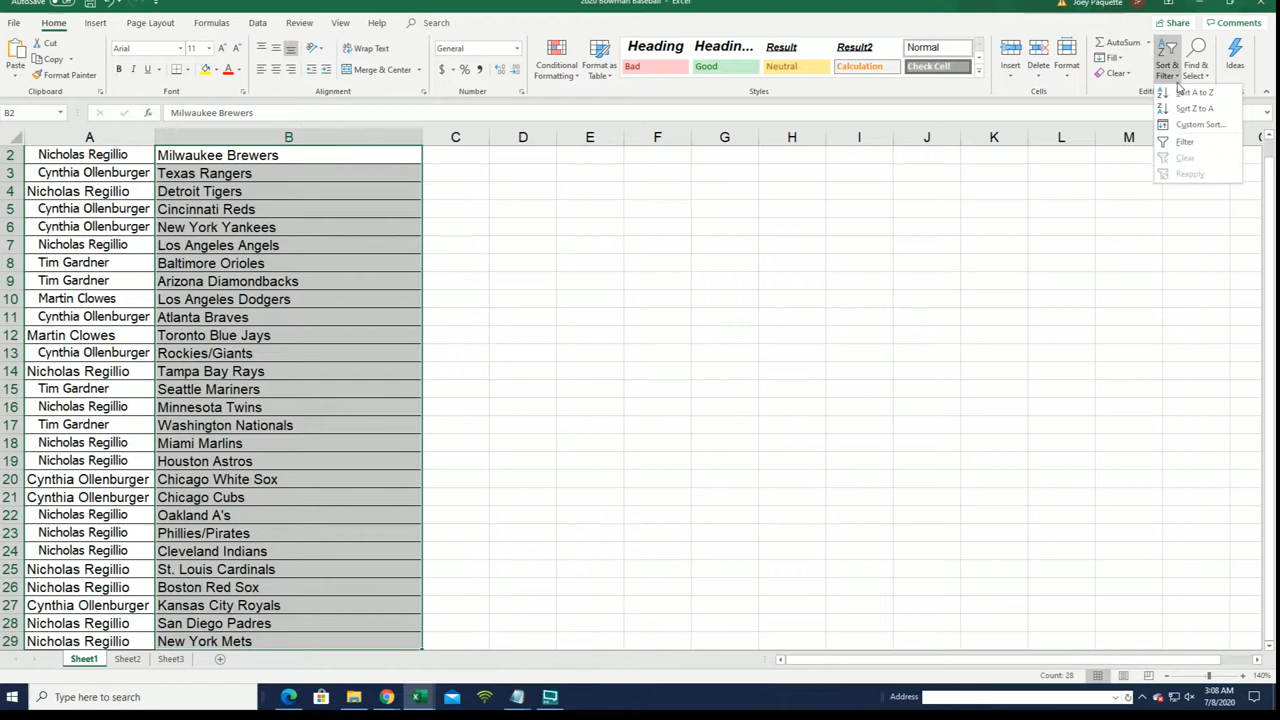 AutoSave
2020 Bowman Baseball - Excel
Joey Paquette JP
File Home Insert Page Layout Formulas Data Review View Help Search Share Comments
Paste Cut Copy Format Painter Clipboard
Arial 11 Font
Wrap Text Merge & Center Alignment
General Number
Conditional Formatting Format as Table
Heading Headin... Result Result2 Normal
Bad Good Neutral Calculation Check Cell
Styles
Insert Delete Format Cells
AutoSum Fill Clear
Sort & Filter Find & Select Ideas
Sort A to Z
Sort Z to A
Custom Sort...
Filter
Clear
Reapply
B2 Milwaukee Brewers
A B C D E F G H I J K L M
2 Nicholas Regillio Milwaukee Brewers
3 Cynthia Ollenburger Texas Rangers
4 Nicholas Regillio Detroit Tigers
5 Cynthia Ollenburger Cincinnati Reds
6 Cynthia Ollenburger New York Yankees
7 Nicholas Regillio Los Angeles Angels
8 Tim Gardner Baltimore Orioles
9 Tim Gardner Arizona Diamondbacks
10 Martin Clowes Los Angeles Dodgers
11 Cynthia Ollenburger Atlanta Braves
12 Martin Clowes Toronto Blue Jays
13 Cynthia Ollenburger Rockies/Giants
14 Nicholas Regillio Tampa Bay Rays
15 Tim Gardner Seattle Mariners
16 Nicholas Regillio Minnesota Twins
17 Tim Gardner Washington Nationals
18 Nicholas Regillio Miami Marlins
19 Nicholas Regillio Houston Astros
20 Cynthia Ollenburger Chicago White Sox
21 Cynthia Ollenburger Chicago Cubs
22 Nicholas Regillio Oakland A's
23 Nicholas Regillio Phillies/Pirates
24 Nicholas Regillio Cleveland Indians
25 Nicholas Regillio St. Louis Cardinals
26 Nicholas Regillio Boston Red Sox
27 Cynthia Ollenburger Kansas City Royals
28 Nicholas Regillio San Diego Padres
29 Nicholas Regillio New York Mets
Sheet1 Sheet2 Sheet3
Count: 28 140%
Type here to search
Address
3:08 AM
7/8/2020